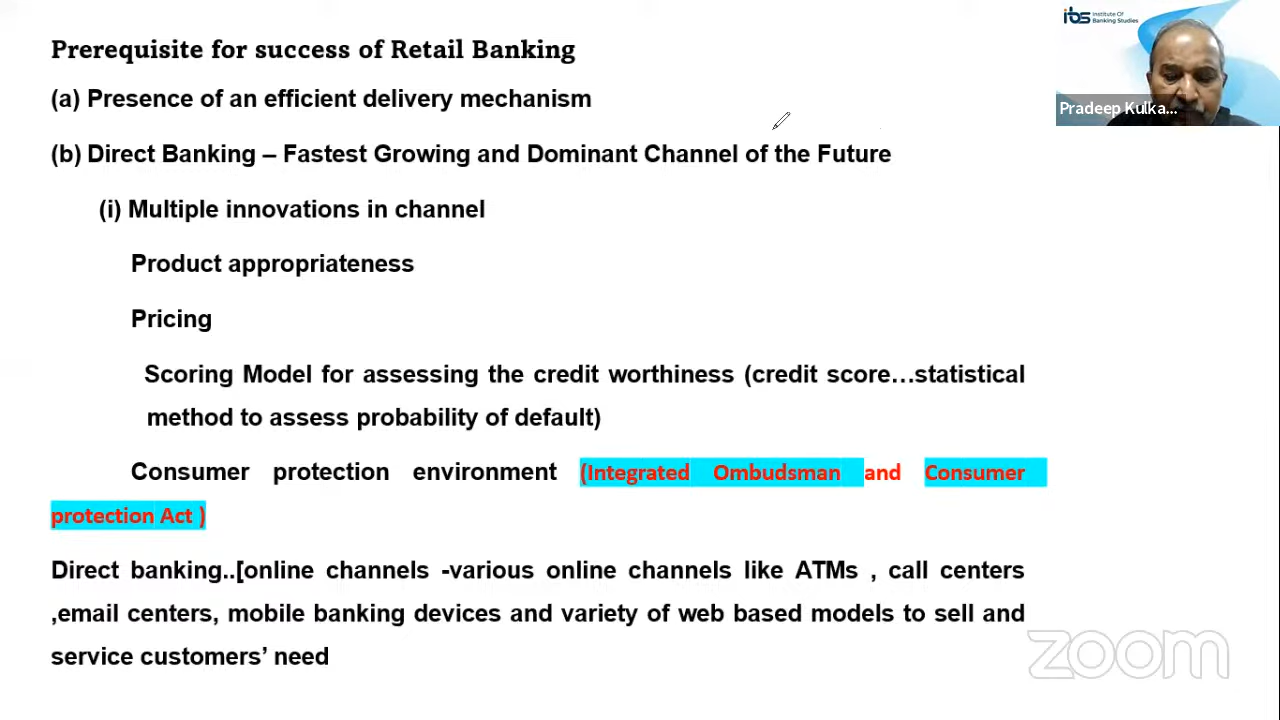 ibs Institute Of
Banking Studies
Prerequisite for success of Retail Banking
(a) Presence of an efficient delivery mechanism
Pradeep Kulka...
(b) Direct Banking – Fastest Growing and Dominant Channel of the Future
(i) Multiple innovations in channel
Product appropriateness
Pricing
Scoring Model for assessing the credit worthiness (credit score…statistical
method to assess probability of default)
Consumer protection environment (Integrated Ombudsman and Consumer
protection Act )
Direct banking..[online channels -various online channels like ATMs , call centers
,email centers, mobile banking devices and variety of web based models to sell and
service customers’ need
zoom